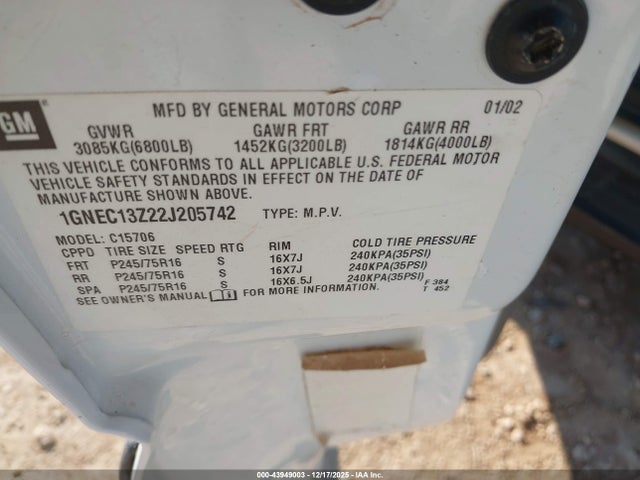 GM
MFD BY GENERAL MOTORS CORP 01/02
GVWR GAWR FRT GAWR RR
3085KG(6800LB) 1452KG(3200LB) 1814KG(4000LB)
THIS VEHICLE CONFORMS TO ALL APPLICABLE U.S. FEDERAL MOTOR
VEHICLE SAFETY STANDARDS IN EFFECT ON THE DATE OF
MANUFACTURE SHOWN ABOVE.
1GNEC13Z22J205742 TYPE: M.P.V.
MODEL: C15706
CPPD TIRE SIZE SPEED RTG RIM COLD TIRE PRESSURE
FRT P245/75R16 S 16X7J 240KPA(35PSI)
RR P245/75R16 S 16X7J 240KPA(35PSI)
SPA P245/75R16 S 16X6.5J 240KPA(35PSI) F 384
SEE OWNER'S MANUAL FOR MORE INFORMATION. T 452
000-43949003 - 12/17/2025 - IAA Inc.